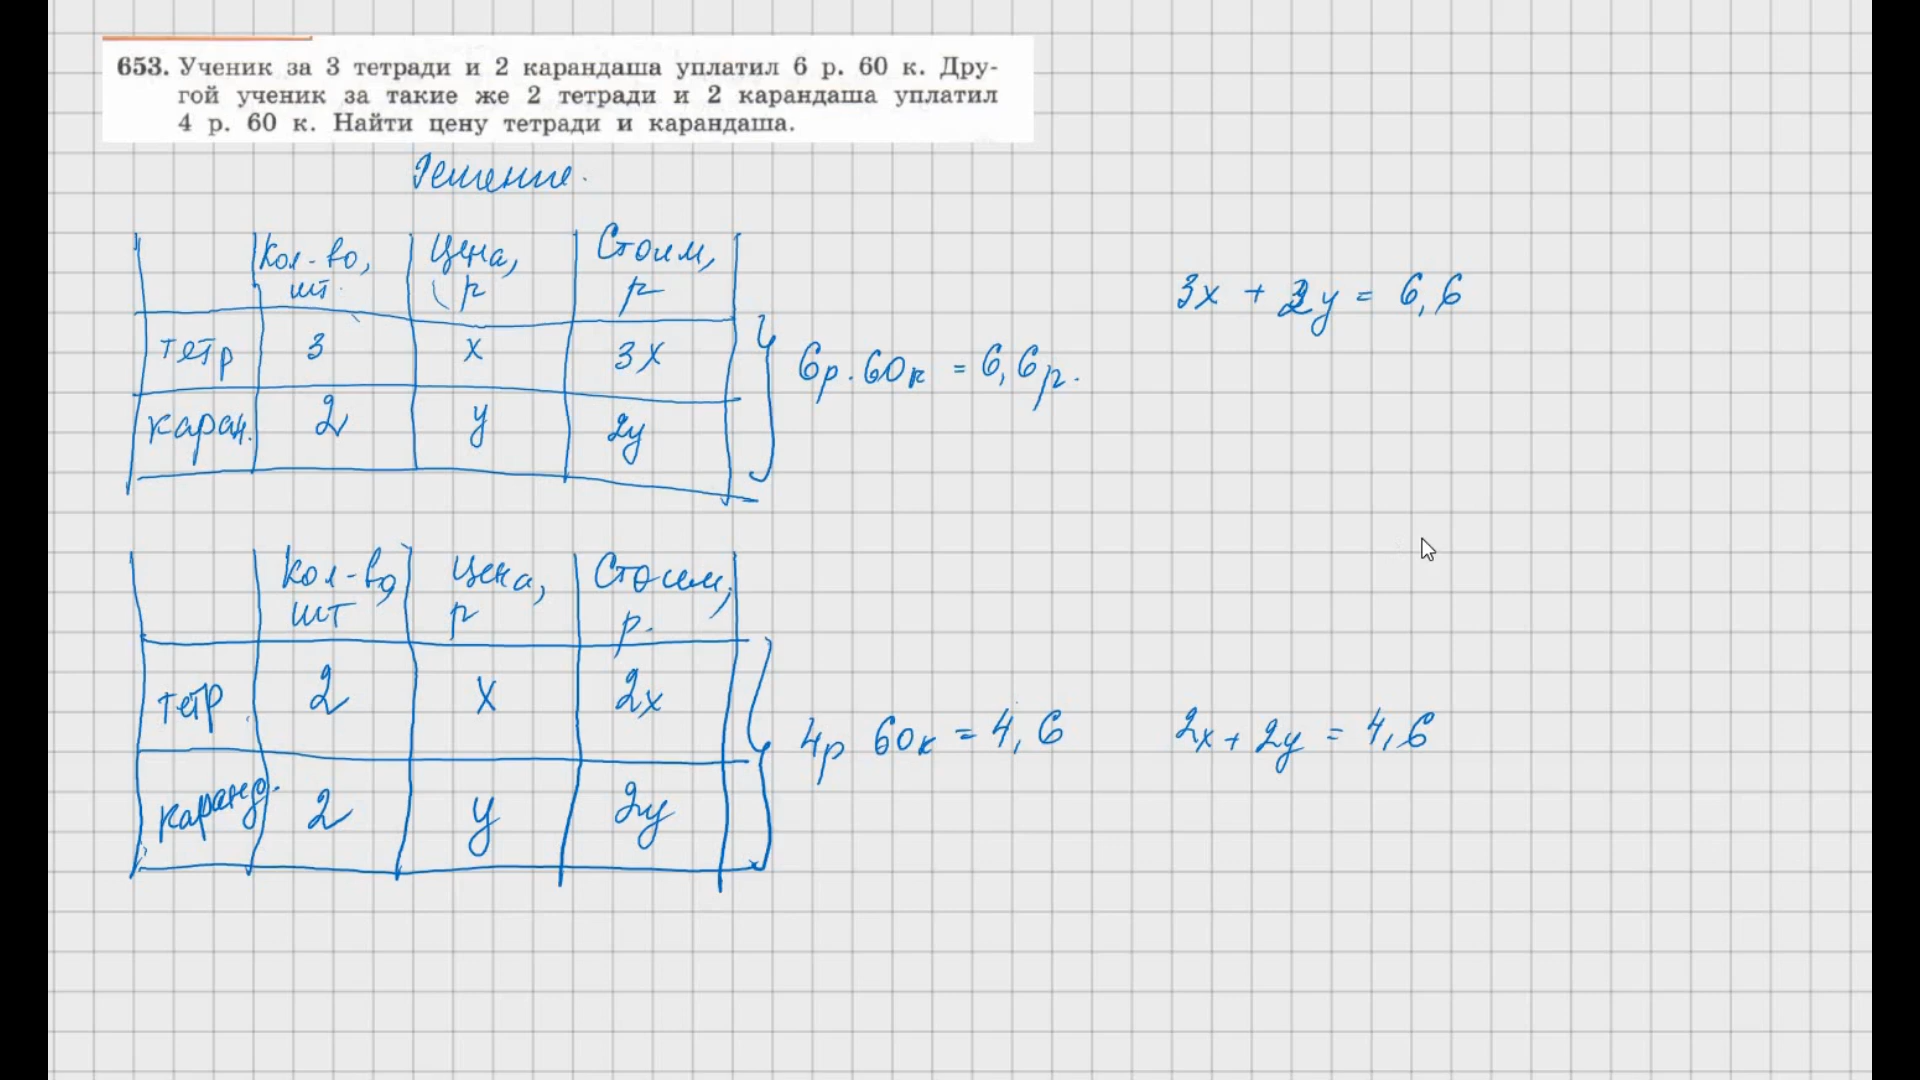 653. Ученик за 3 тетради и 2 карандаша уплатил 6 р. 60 к. Дру-
гой ученик за такие же 2 тетради и 2 карандаша уплатил
4 р. 60 к. Найти цену тетради и карандаша.
Решение.
Кол-во, шт. Цена, р Стоим, р
тетр 3 x 3x
каран. 2 y 2y
6р. 60к = 6,6р.
3x + 2y = 6,6
Кол-во, шт Цена, р Стоим, р.
тетр 2 x 2x
каранд. 2 y 2y
4р 60к = 4,6
2x + 2y = 4,6